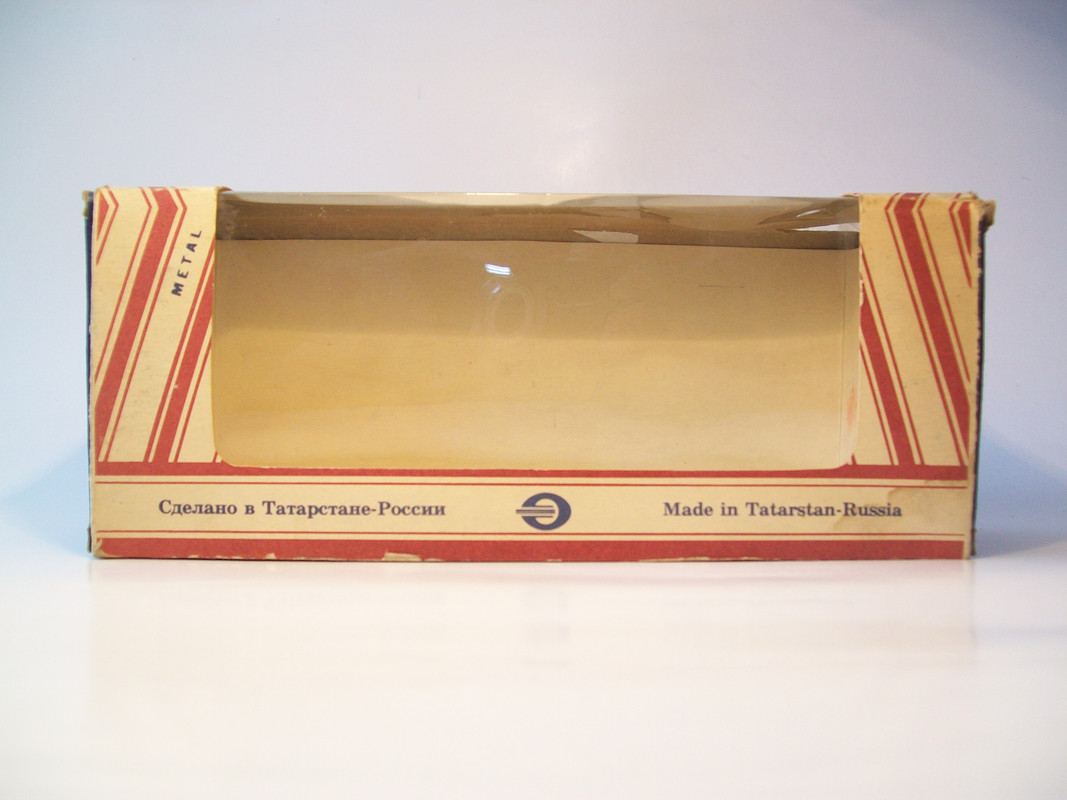 METAL
Сделано в Татарстане-России
Made in Tatarstan-Russia